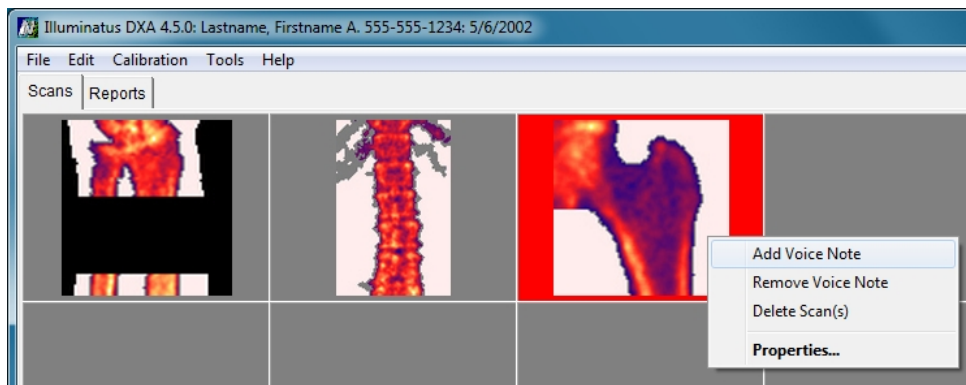 Illuminatus DXA 4.5.0: Lastname, Firstname A. 555-555-1234: 5/6/2002
File Edit Calibration Tools Help
Scans Reports
Add Voice Note
Remove Voice Note
Delete Scan(s)
Properties...